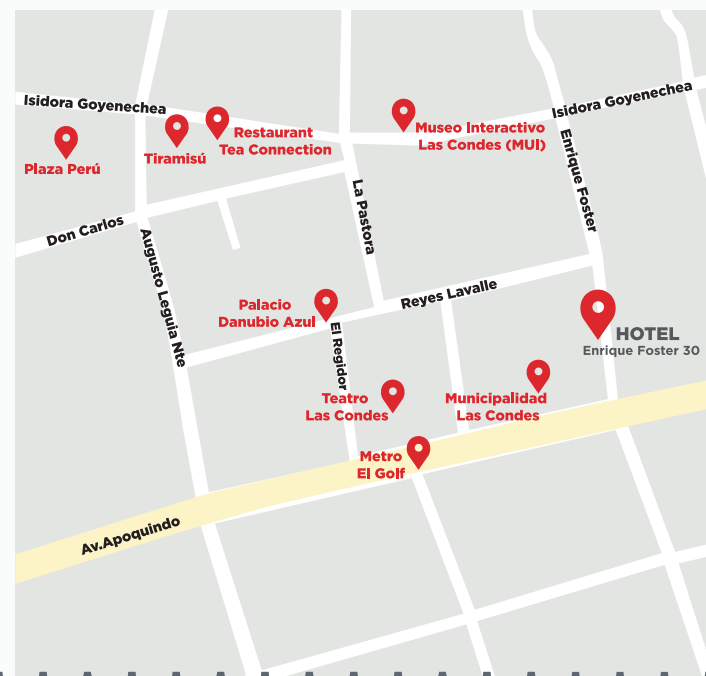 Isidora Goyenechea
Isidora Goyenechea
Restaurant
Tea Connection
Museo Interactivo
Las Condes (MUI)
Tiramisú
Plaza Perú
Enrique Foster
Don Carlos
La Pastora
Augusto Leguia Nte
Reyes Lavalle
Palacio
Danubio Azul
El Regidor
HOTEL
Enrique Foster 30
Teatro
Las Condes
Municipalidad
Las Condes
Metro
El Golf
Av.Apoquindo